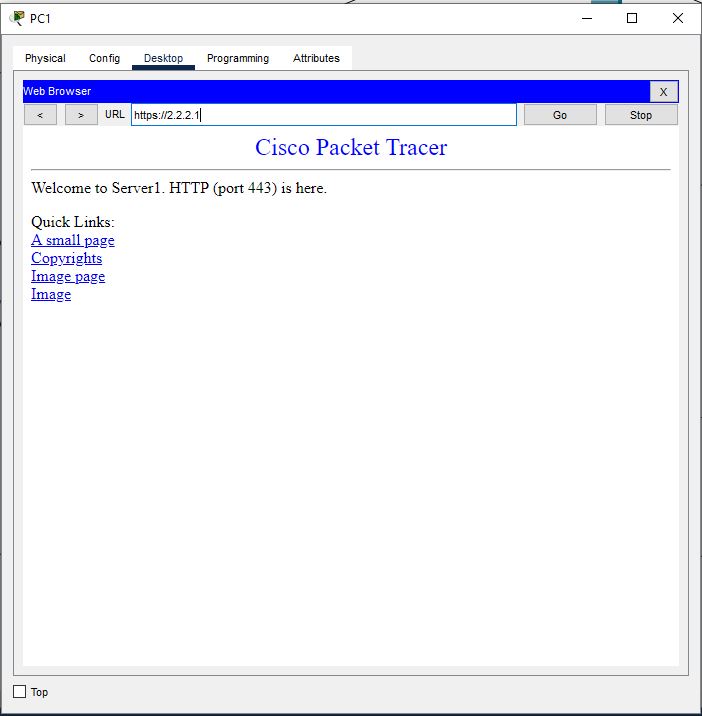 PC1
Physical Config Desktop Programming Attributes
Web Browser X
< > URL https://2.2.2.1 Go Stop
Cisco Packet Tracer
Welcome to Server1. HTTP (port 443) is here.
Quick Links:
A small page
Copyrights
Image page
Image
Top